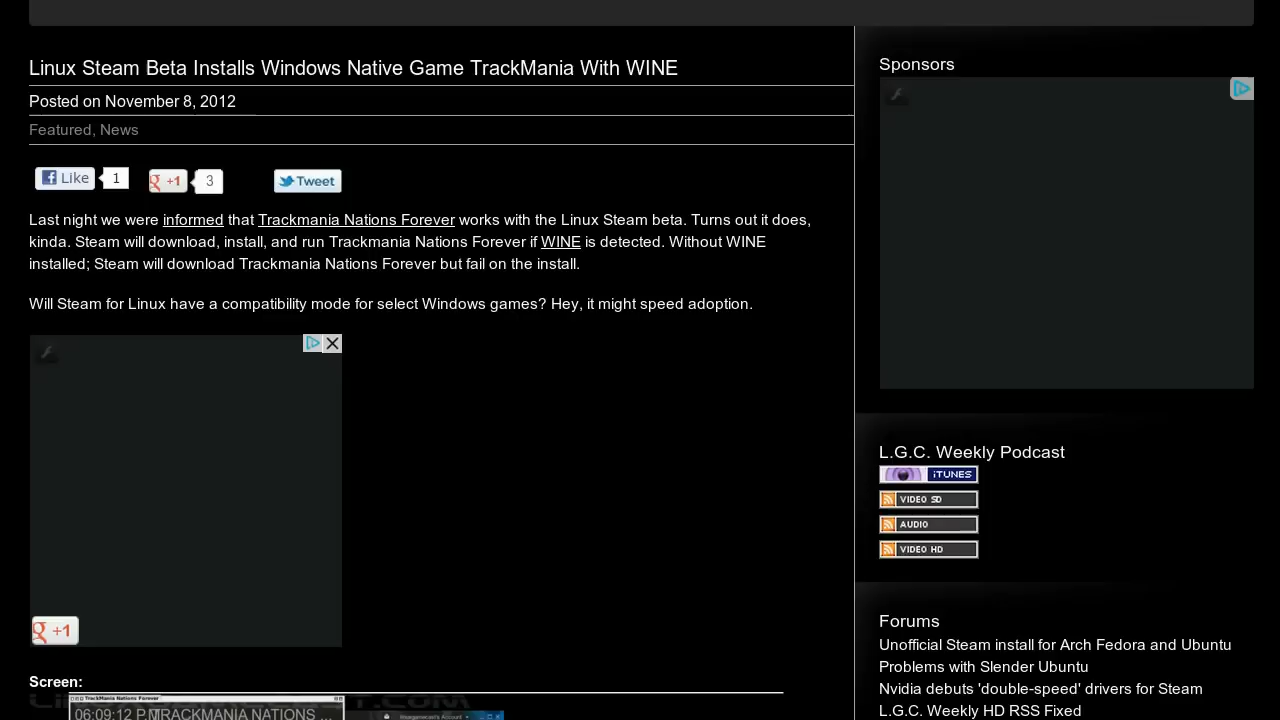 Linux Steam Beta Installs Windows Native Game TrackMania With WINE
Posted on November 8, 2012
Featured, News
Like 1
g +1 3
Tweet
Last night we were informed that Trackmania Nations Forever works with the Linux Steam beta. Turns out it does,
kinda. Steam will download, install, and run Trackmania Nations Forever if WINE is detected. Without WINE
installed; Steam will download Trackmania Nations Forever but fail on the install.
Will Steam for Linux have a compatibility mode for select Windows games? Hey, it might speed adoption.
g +1
Screen:
TrackMania Nations Forever
06:09:12 PM
TRACKMANIA NATIONS ...
Sponsors
L.G.C. Weekly Podcast
iTUNES
VIDEO SD
AUDIO
VIDEO HD
Forums
Unofficial Steam install for Arch Fedora and Ubuntu
Problems with Slender Ubuntu
Nvidia debuts 'double-speed' drivers for Steam
L.G.C. Weekly HD RSS Fixed